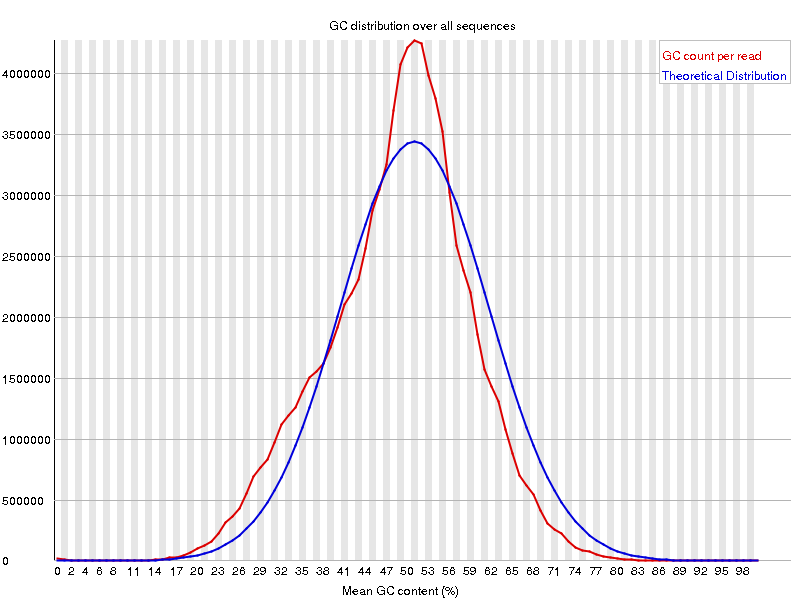 GC distribution over all sequences
GC count per read
Theoretical Distribution
4000000
3500000
3000000
2500000
2000000
1500000
1000000
500000
0
0 2 4 6 8 11 14 17 20 23 26 29 32 35 38 41 44 47 50 53 56 59 62 65 68 71 74 77 80 83 86 89 92 95 98
Mean GC content (%)